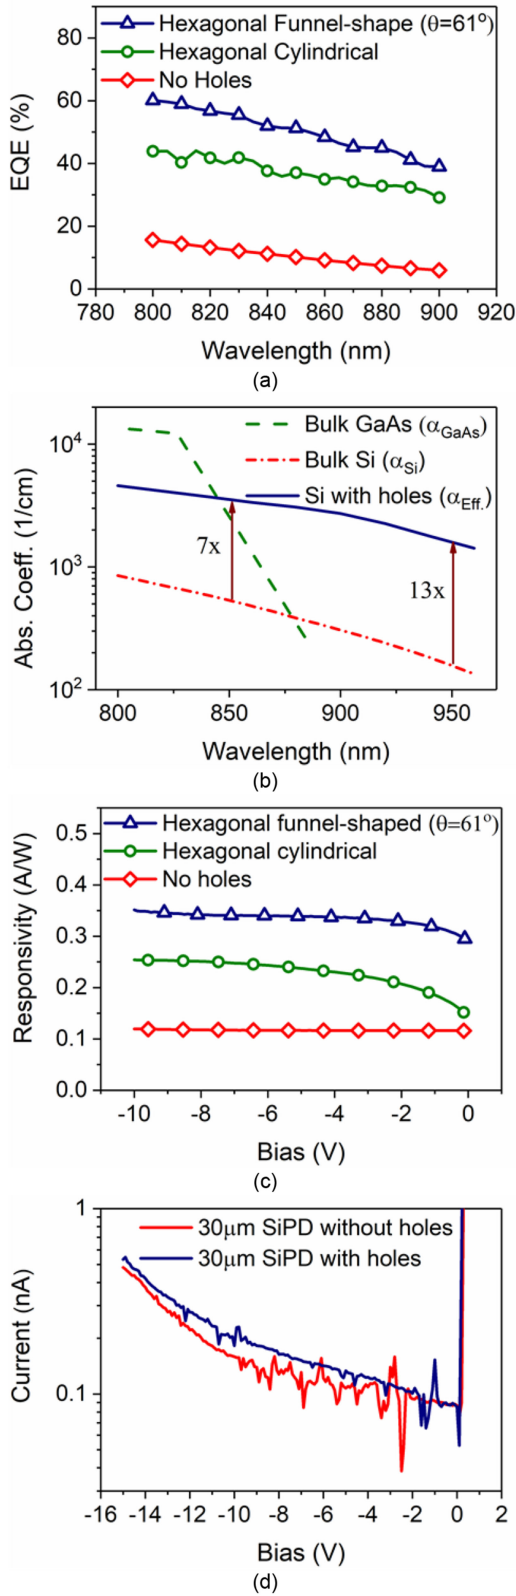 Hexagonal Funnel-shape (θ=61°)
Hexagonal Cylindrical
No Holes
80
60
40
20
0
EQE (%)
780 800 820 840 860 880 900 920
Wavelength (nm)
(a)
10^4
10^3
10^2
Abs. Coeff. (1/cm)
Bulk GaAs (α_GaAs)
Bulk Si (α_Si)
Si with holes (α_Eff.)
7x
13x
800 850 900 950
Wavelength (nm)
(b)
Hexagonal funnel-shaped (θ=61°)
Hexagonal cylindrical
No holes
0.5
0.4
0.3
0.2
0.1
0.0
Responsivity (A/W)
-10 -8 -6 -4 -2 0
Bias (V)
(c)
1
0.1
Current (nA)
30μm SiPD without holes
30μm SiPD with holes
-16 -14 -12 -10 -8 -6 -4 -2 0 2
Bias (V)
(d)